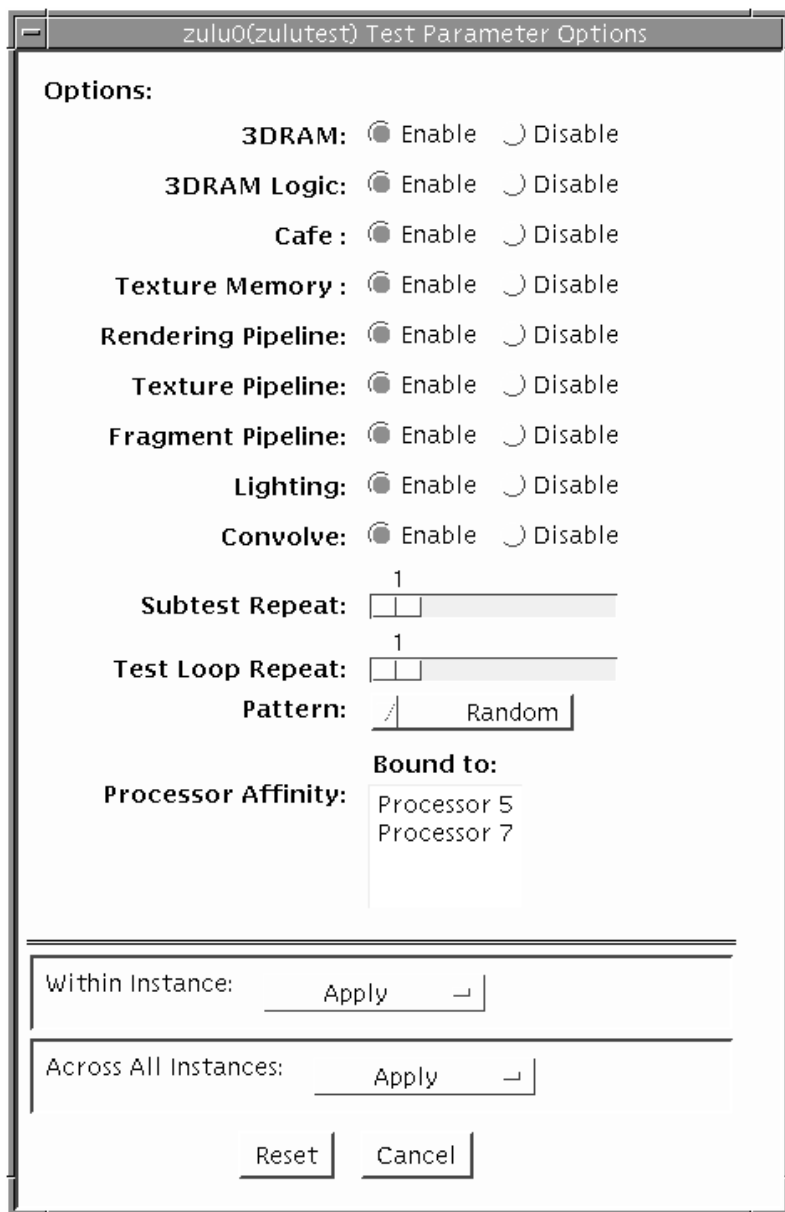 zulu0(zulutest) Test Parameter Options
Options:
3DRAM: Enable Disable
3DRAM Logic: Enable Disable
Cafe : Enable Disable
Texture Memory : Enable Disable
Rendering Pipeline: Enable Disable
Texture Pipeline: Enable Disable
Fragment Pipeline: Enable Disable
Lighting: Enable Disable
Convolve: Enable Disable
1
Subtest Repeat:
1
Test Loop Repeat:
Pattern: Random
Bound to:
Processor Affinity:
Processor 5
Processor 7
Within Instance: Apply
Across All Instances: Apply
Reset Cancel